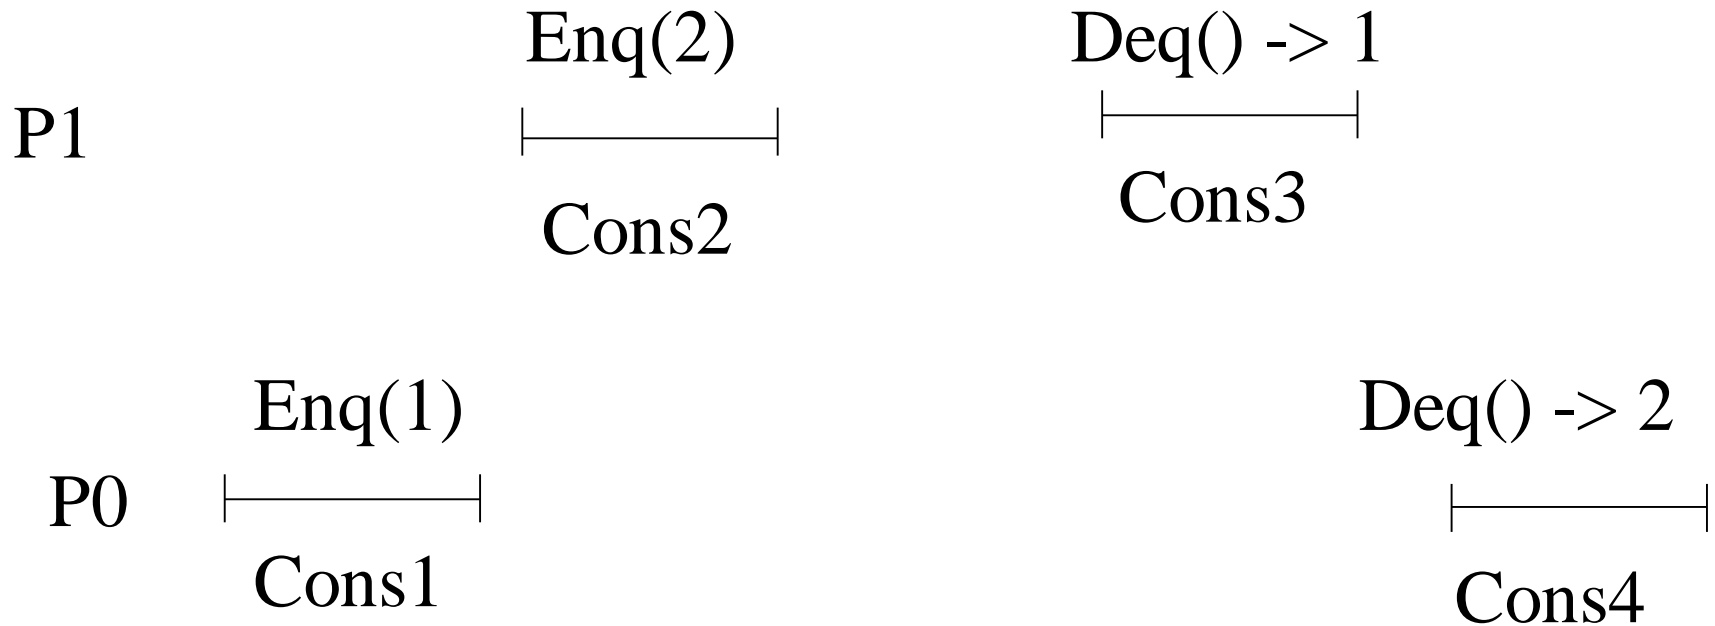 Enq(2) Deq() -> 1
P1
Cons2 Cons3
Enq(1) Deq() -> 2
P0
Cons1 Cons4